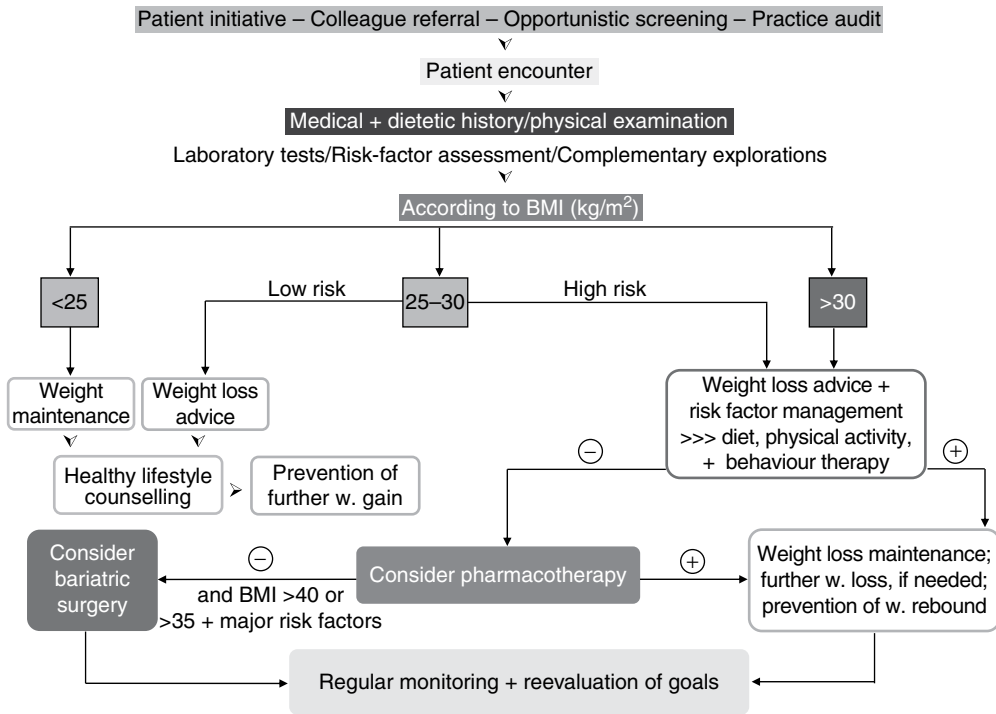 Patient initiative – Colleague referral – Opportunistic screening – Practice audit
Patient encounter
Medical + dietetic history/physical examination
Laboratory tests/Risk-factor assessment/Complementary explorations
According to BMI (kg/m²)
<25
Low risk
25–30
High risk
>30
Weight
maintenance
Weight loss
advice
Weight loss advice +
risk factor management
>>> diet, physical activity,
+ behaviour therapy
Healthy lifestyle
counselling
Prevention of
further w. gain
−
+
Consider
bariatric
surgery
−
and BMI >40 or
>35 + major risk factors
Consider pharmacotherapy
+
Weight loss maintenance;
further w. loss, if needed;
prevention of w. rebound
Regular monitoring + reevaluation of goals